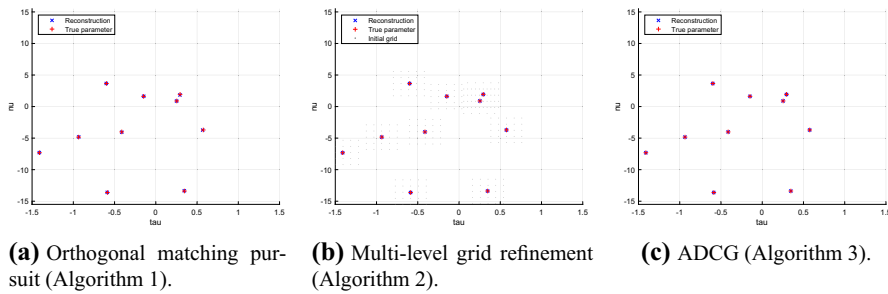 Reconstruction
True parameter
15
10
5
0
-5
-10
-15
nu
-1.5 -1 -0.5 0 0.5 1 1.5
tau
(a) Orthogonal matching pur-
suit (Algorithm 1).
Reconstruction
True parameter
Initial grid
15
10
5
0
-5
-10
-15
nu
-1.5 -1 -0.5 0 0.5 1 1.5
tau
(b) Multi-level grid refinement
(Algorithm 2).
Reconstruction
True parameter
15
10
5
0
-5
-10
-15
nu
-1.5 -1 -0.5 0 0.5 1 1.5
tau
(c) ADCG (Algorithm 3).